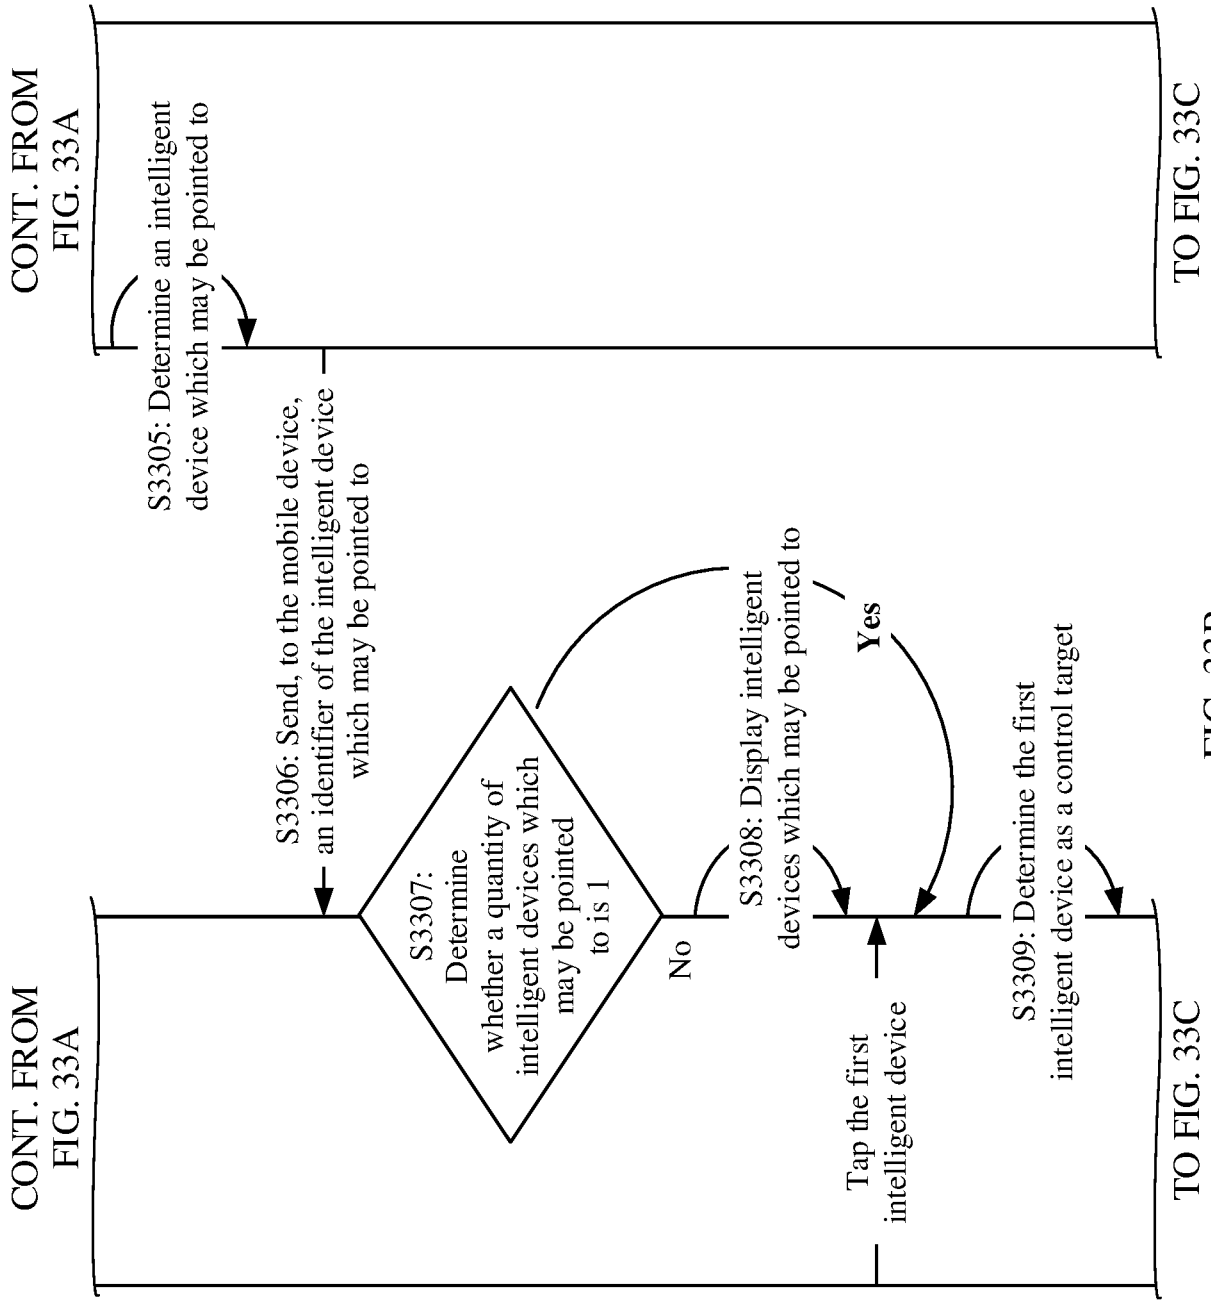 CONT. FROM
FIG. 33A
CONT. FROM
FIG. 33A
S3305: Determine an intelligent
device which may be pointed to
S3306: Send, to the mobile device,
an identifier of the intelligent device
which may be pointed to
S3307:
Determine
whether a quantity of
intelligent devices which
may be pointed
to is 1
No
S3308: Display intelligent
devices which may be pointed to
Yes
Tap the first
intelligent device
S3309: Determine the first
intelligent device as a control target
TO FIG. 33C
TO FIG. 33C